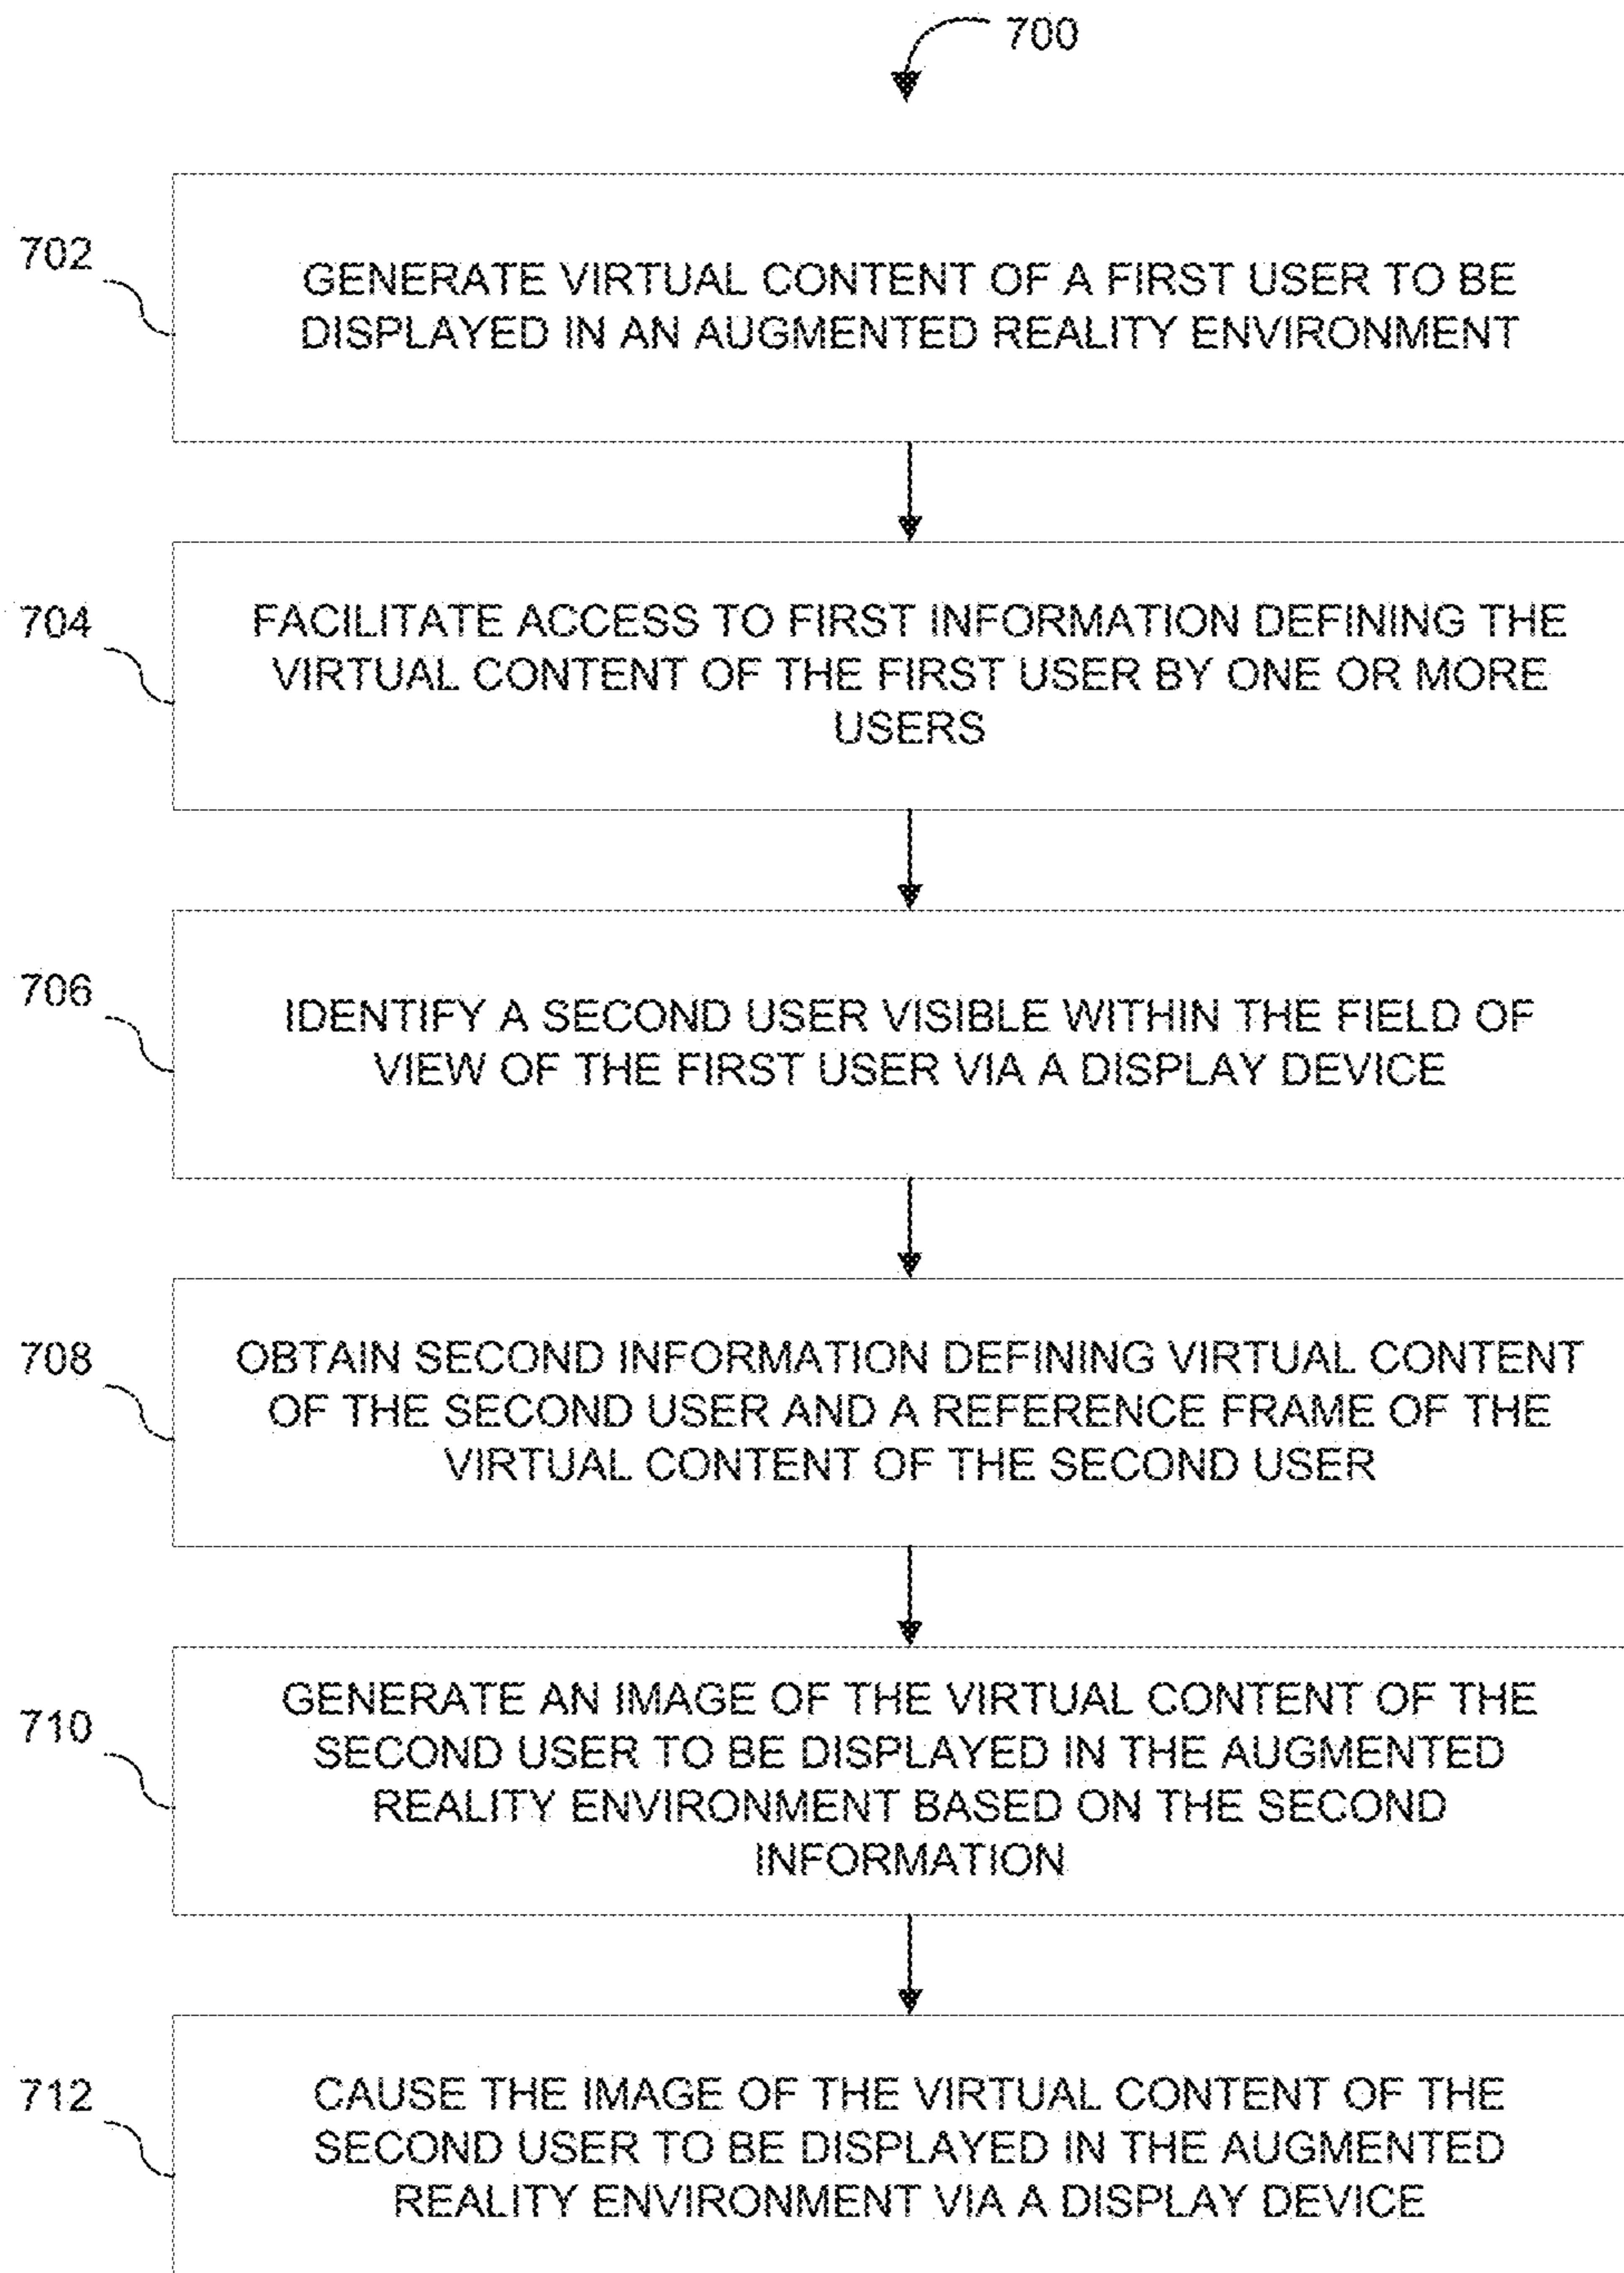 700
702
GENERATE VIRTUAL CONTENT OF A FIRST USER TO BE
DISPLAYED IN AN AUGMENTED REALITY ENVIRONMENT
704
FACILITATE ACCESS TO FIRST INFORMATION DEFINING THE
VIRTUAL CONTENT OF THE FIRST USER BY ONE OR MORE
USERS
706
IDENTIFY A SECOND USER VISIBLE WITHIN THE FIELD OF
VIEW OF THE FIRST USER VIA A DISPLAY DEVICE
708
OBTAIN SECOND INFORMATION DEFINING VIRTUAL CONTENT
OF THE SECOND USER AND A REFERENCE FRAME OF THE
VIRTUAL CONTENT OF THE SECOND USER
710
GENERATE AN IMAGE OF THE VIRTUAL CONTENT OF THE
SECOND USER TO BE DISPLAYED IN THE AUGMENTED
REALITY ENVIRONMENT BASED ON THE SECOND
INFORMATION
712
CAUSE THE IMAGE OF THE VIRTUAL CONTENT OF THE
SECOND USER TO BE DISPLAYED IN THE AUGMENTED
REALITY ENVIRONMENT VIA A DISPLAY DEVICE